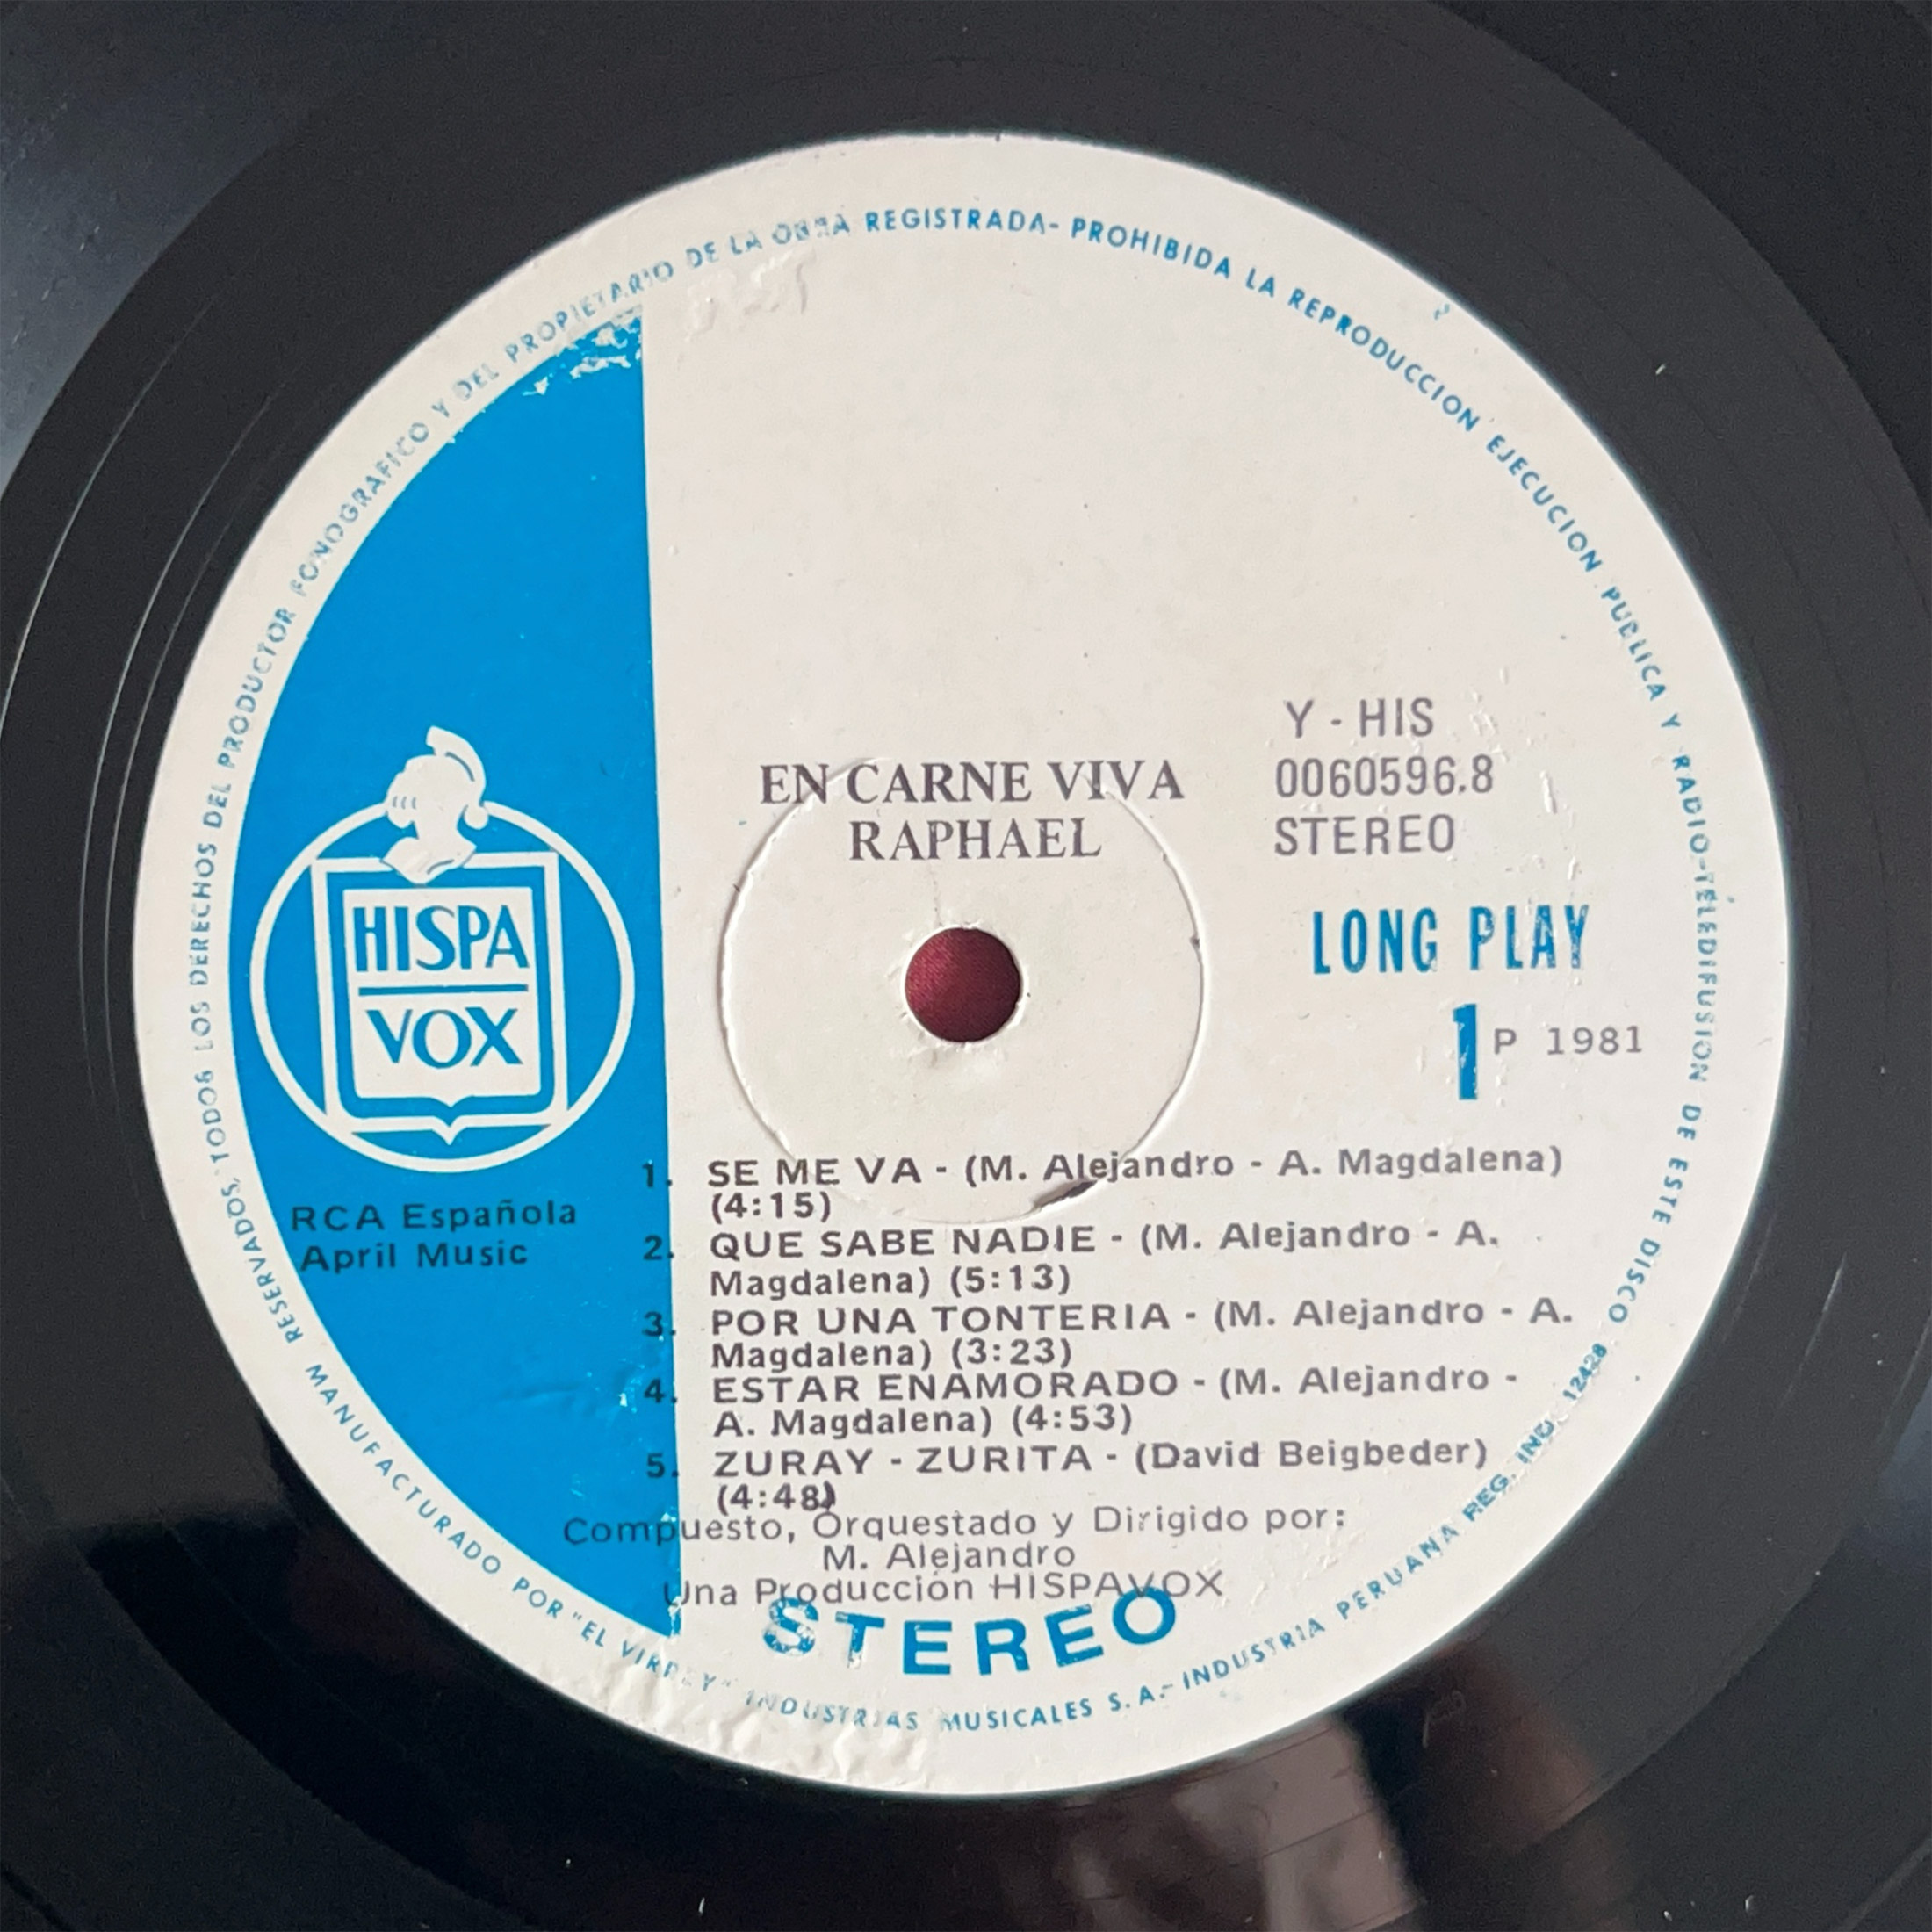 TODOS LOS DERECHOS DEL PRODUCTOR FONOGRAFICO Y DEL PROPIETARIO DE LA OBRA REGISTRADA- PROHIBIDA LA REPRODUCCION EJECUCION PUBLICA Y RADIO-TELEDIFUSION DE ESTE DISCO
RESERVADOS,
HISPA
VOX
EN CARNE VIVA
RAPHAEL
Y - HIS
0060596.8
STEREO
LONG PLAY
1 P 1981
RCA Española
April Music
1. SE ME VA - (M. Alejandro - A. Magdalena)
(4:15)
2. QUE SABE NADIE - (M. Alejandro - A.
Magdalena) (5:13)
3. POR UNA TONTERIA - (M. Alejandro - A.
Magdalena) (3:23)
4. ESTAR ENAMORADO - (M. Alejandro -
A. Magdalena) (4:53)
5. ZURAY - ZURITA - (David Beigbeder)
(4:48)
Compuesto, Orquestado y Dirigido por:
M. Alejandro
Una Producción HISPAVOX
STEREO
MANUFACTURADO POR "EL VIRREY" INDUSTRIAS MUSICALES S.A.- INDUSTRIA PERUANA REG. IND. 12428